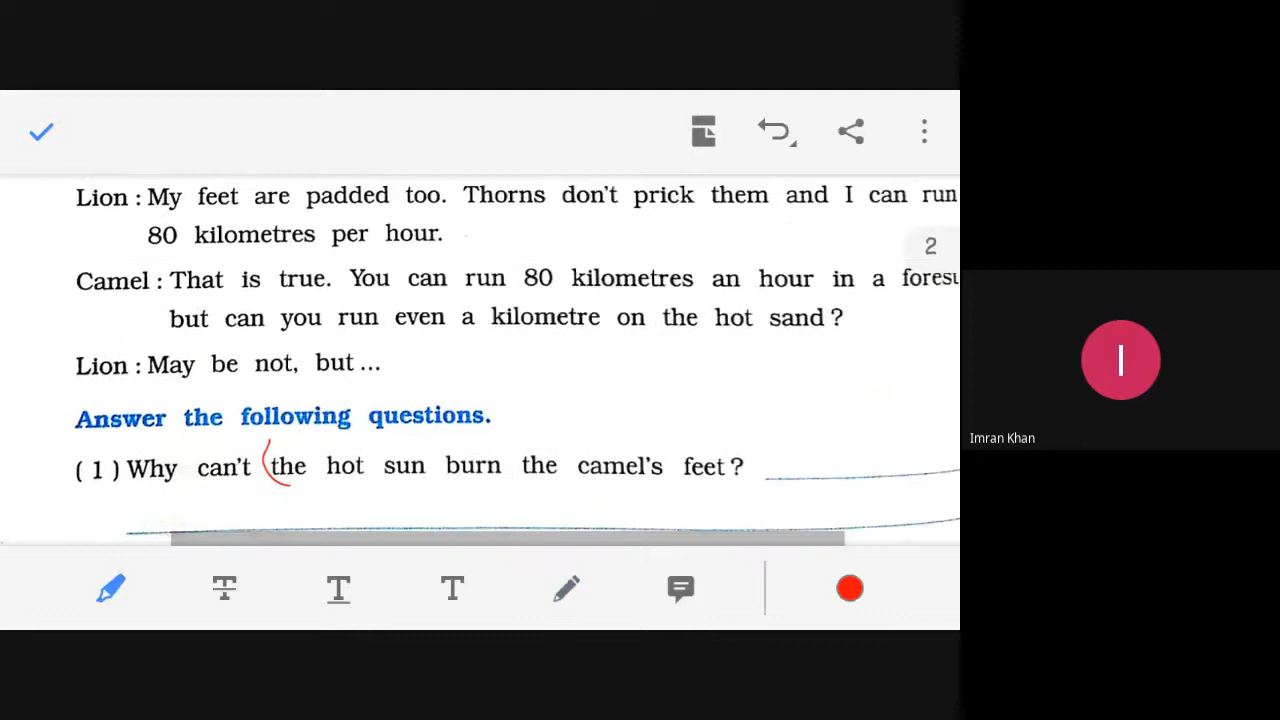 Lion : My feet are padded too. Thorns don't prick them and I can run
80 kilometres per hour.
2
Camel : That is true. You can run 80 kilometres an hour in a forest
but can you run even a kilometre on the hot sand ?
Lion : May be not, but ...
Answer the following questions.
( 1 ) Why can't the hot sun burn the camel's feet ?
T T T
I
Imran Khan